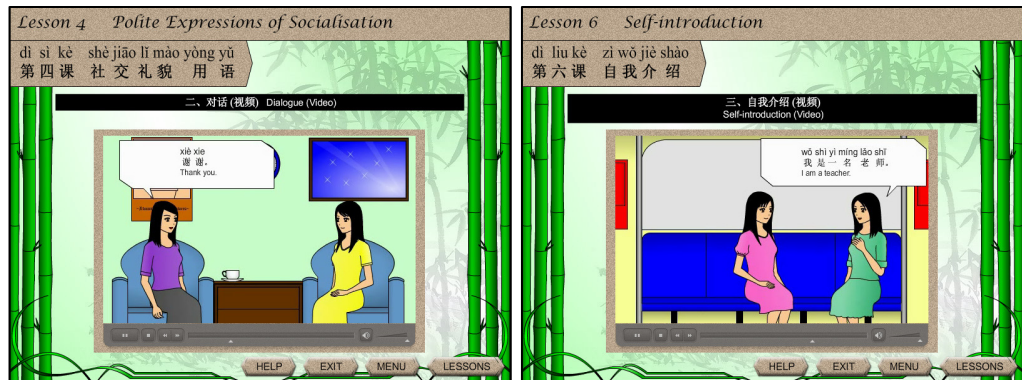 Lesson 4 Polite Expressions of Socialisation
dì sì kè shè jiāo lǐ mào yòng yǔ
第四课 社交礼貌用语
二、对话(视频) Dialogue (Video)
xiè xie
谢谢。
Thank you.
HELP EXIT MENU LESSONS
Lesson 6 Self-introduction
dì liu kè zì wǒ jiè shào
第六课 自我介绍
三、自我介绍(视频)
Self-introduction (Video)
wǒ shì yì míng lǎo shī
我是一名老师。
I am a teacher.
HELP EXIT MENU LESSONS